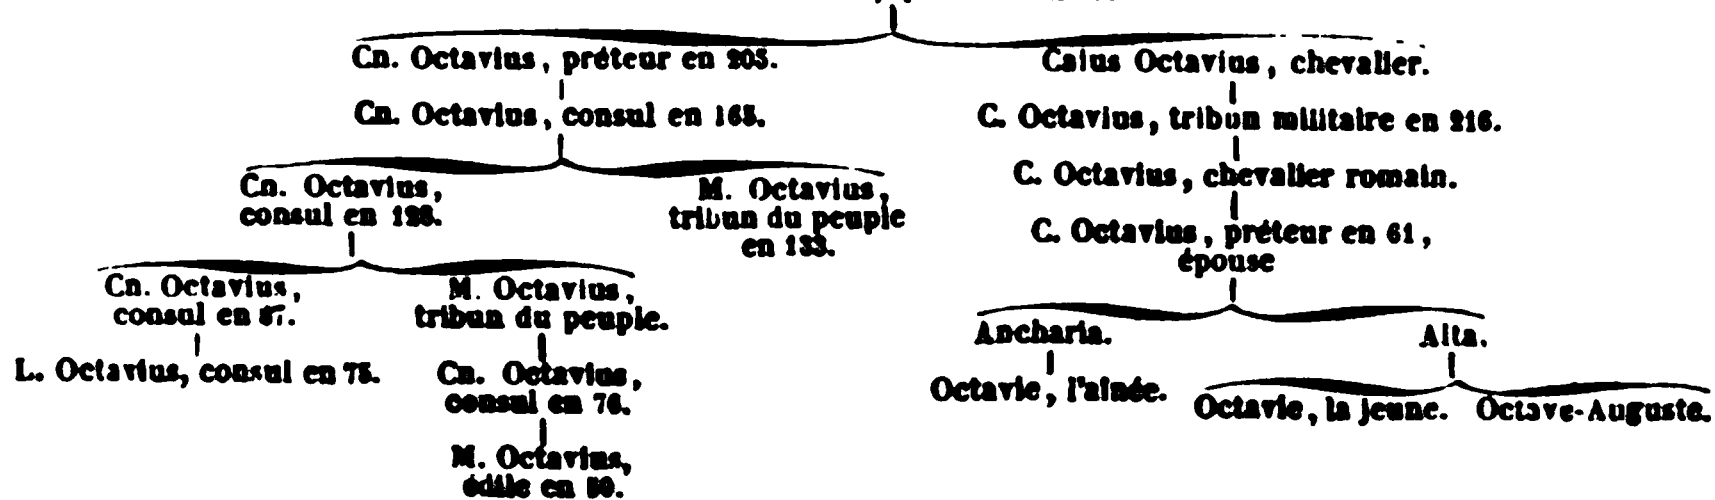 Cn. Octavius, préteur en 205.
Caius Octavius, chevalier.
Cn. Octavius, consul en 165.
C. Octavius, tribun militaire en 216.
Cn. Octavius,
consul en 128.
M. Octavius,
tribun du peuple
en 133.
C. Octavius, chevalier romain.
C. Octavius, préteur en 61,
épouse
Cn. Octavius,
consul en 87.
M. Octavius,
tribun du peuple.
Ancharia.
Atta.
L. Octavius, consul en 75.
Cn. Octavius,
consul en 76.
Octavie, l'aînée.
Octavie, la jeune.
Octave-Auguste.
M. Octavius,
édile en 50.